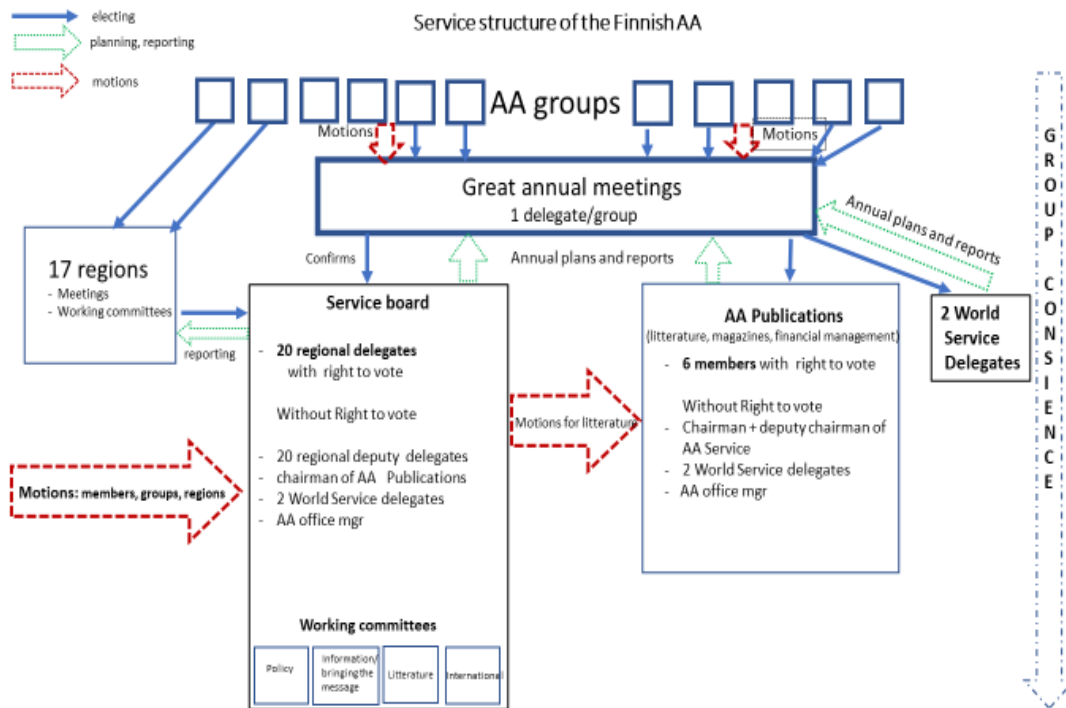 Service structure of the Finnish AA
electing
planning, reporting
motions
AA groups
Motions
Motions
Great annual meetings
1 delegate/group
Annual plans and reports
17 regions
- Meetings
- Working committees
Confirms
Annual plans and reports
reporting
Service board
- 20 regional delegates
with right to vote
Without Right to vote
- 20 regional deputy delegates
- chairman of AA Publications
- 2 World Service delegates
- AA office mgr
Working committees
Policy
Information/
bringing the
message
Litterature
International
Motions: members, groups, regions
Motions for litterature
AA Publications
(litterature, magazines, financial management)
- 6 members with right to vote
Without Right to vote
- Chairman + deputy chairman of
AA Service
- 2 World Service delegates
- AA office mgr
2 World
Service
Delegates
GROUP CONSIENCE